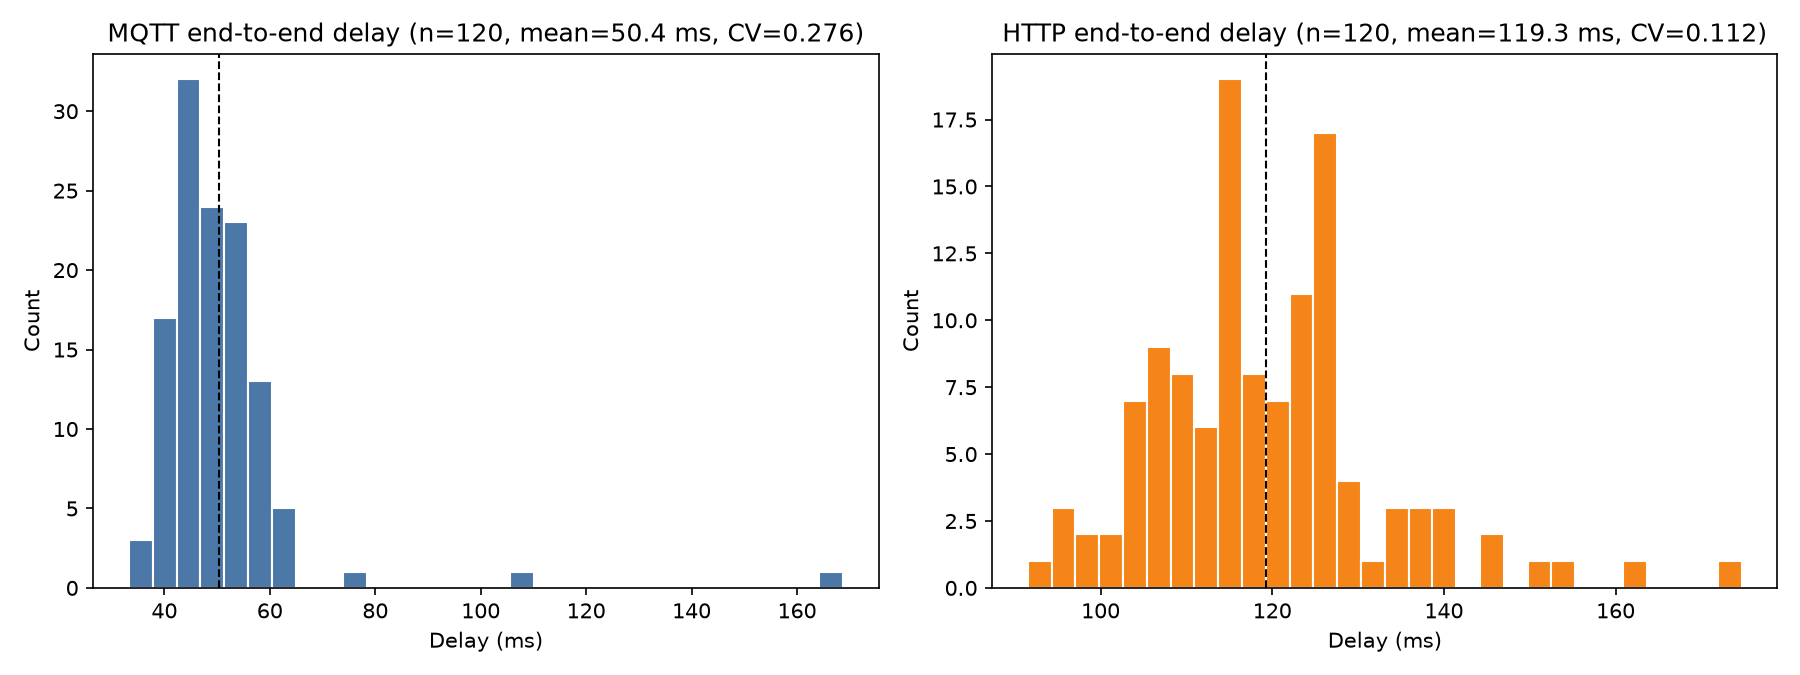 MQTT end-to-end delay (n=120, mean=50.4 ms, CV=0.276)
Count
30
25
20
15
10
5
0
40 60 80 100 120 140 160
Delay (ms)
HTTP end-to-end delay (n=120, mean=119.3 ms, CV=0.112)
Count
17.5
15.0
12.5
10.0
7.5
5.0
2.5
0.0
100 120 140 160
Delay (ms)